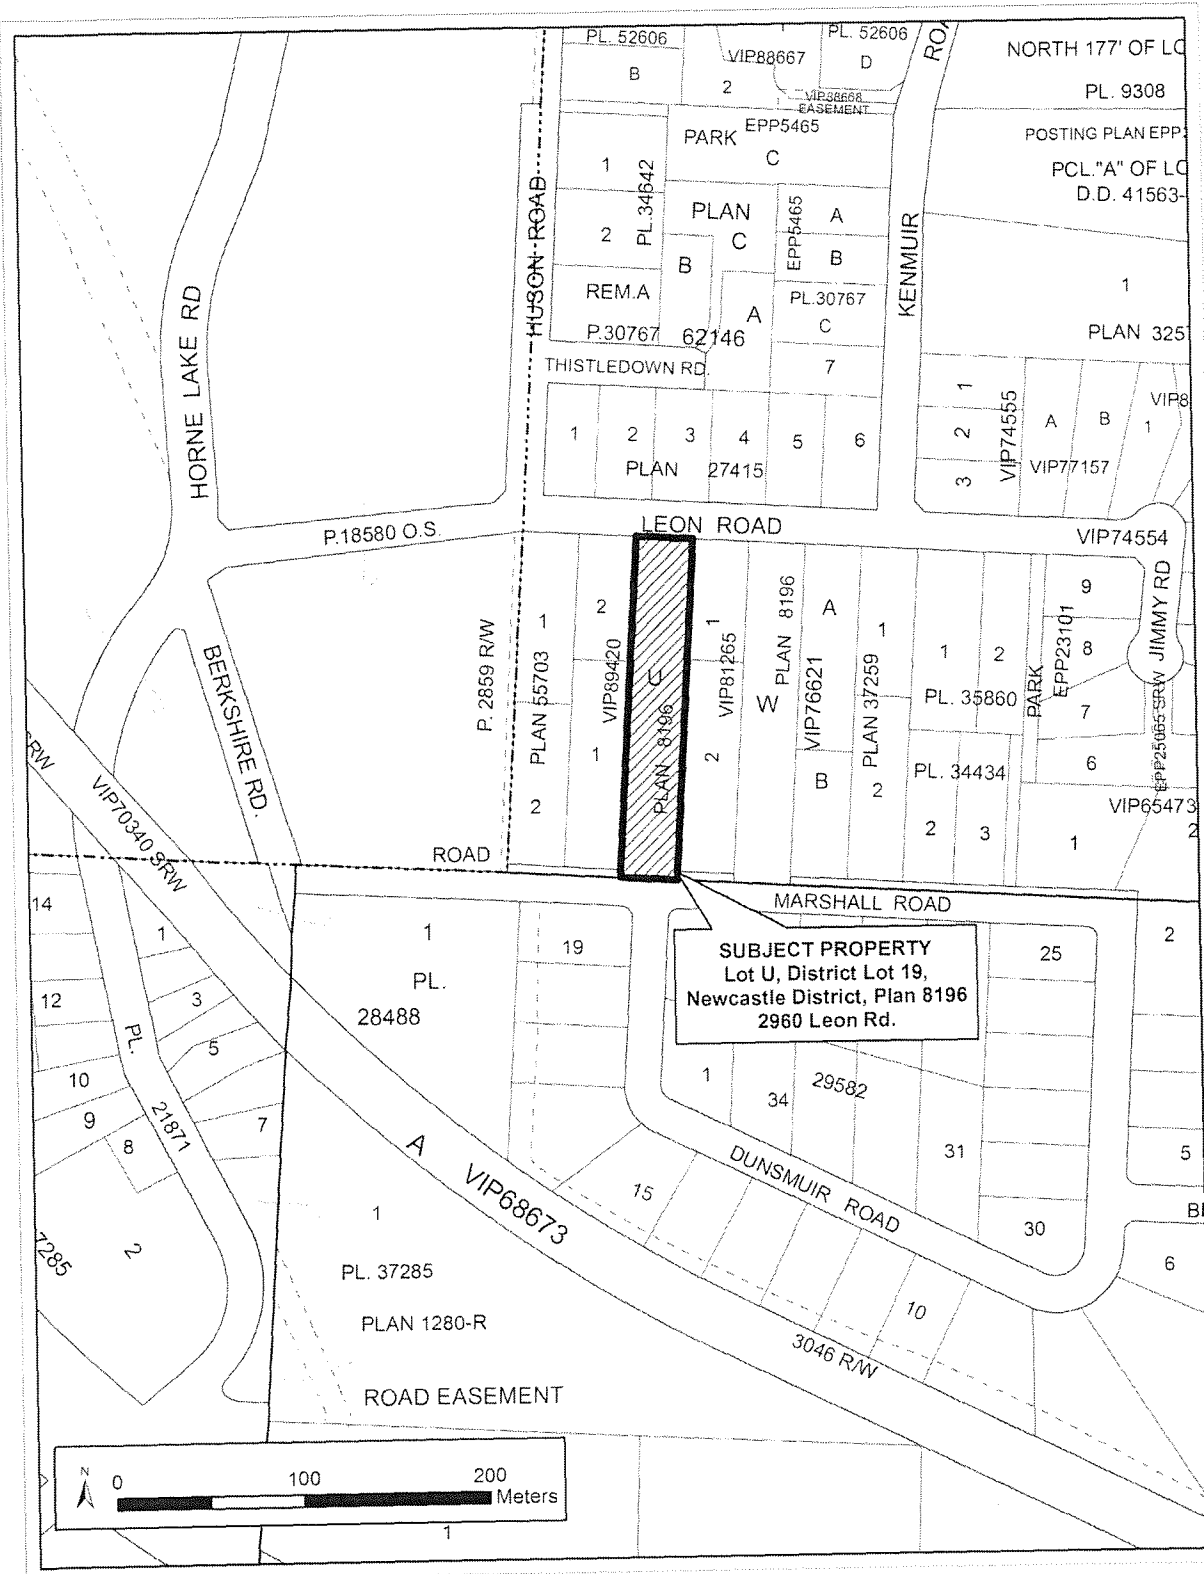 PL. 52606
VIP88667
PL. 52606
B
2
D
VIP88668
EASEMENT
NORTH 177' OF LO
PL. 9308
POSTING PLAN EPP
PCL."A" OF LO
D.D. 41563-
PARK
EPP5465
C
1
2
PL.34642
PLAN
C
B
A
EPP5465
A
B
REM.A
P.30767
62146
PL.30767
C
7
HUSON ROAD
KENMUIR
ROA
1
PLAN 325
HORNE LAKE RD
THISTLEDOWN RD.
1
2
3
4
5
6
PLAN
27415
1
2
3
VIP74555
A
B
1
VIP8
VIP77157
P.18580 O.S.
LEON ROAD
VIP74554
BERKSHIRE RD.
P. 2859 R/W
PLAN 55703
1
2
2
VIP89420
1
U
PLAN 8196
1
VIP81265
2
PLAN 8196
W
A
VIP76621
B
1
PLAN 37259
2
1
2
PL. 35860
PL. 34434
2
3
PARK
EPP23101
9
8
7
6
JIMMY RD
EPP25065 SRW
VIP65473
1
2
SRW
VIP70340 SRW
ROAD
MARSHALL ROAD
SUBJECT PROPERTY
Lot U, District Lot 19,
Newcastle District, Plan 8196
2960 Leon Rd.
14
12
10
9
8
1
3
5
7
PL.
21871
1
PL.
28488
19
25
2
1
34
29582
31
30
5
6
15
10
DUNSMUIR ROAD
A
VIP68673
7285
2
1
PL. 37285
PLAN 1280-R
3046 R/W
ROAD EASEMENT
N
0
100
200
Meters
1